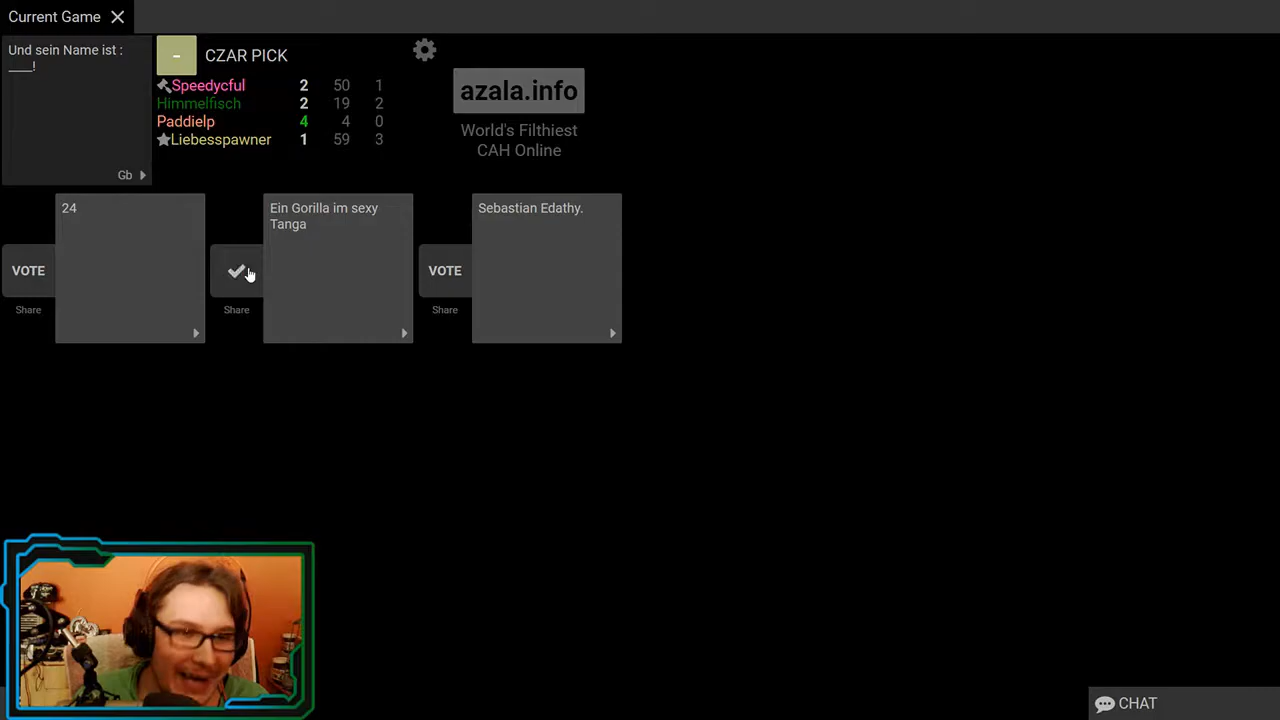 Current Game
Und sein Name ist :
____!
Gb
-
CZAR PICK
Speedycful 2 50 1
Himmelfisch 2 19 2
Paddielp 4 4 0
Liebesspawner 1 59 3
azala.info
World's Filthiest
CAH Online
VOTE
Share
24
Share
Ein Gorilla im sexy
Tanga
VOTE
Share
Sebastian Edathy.
CHAT